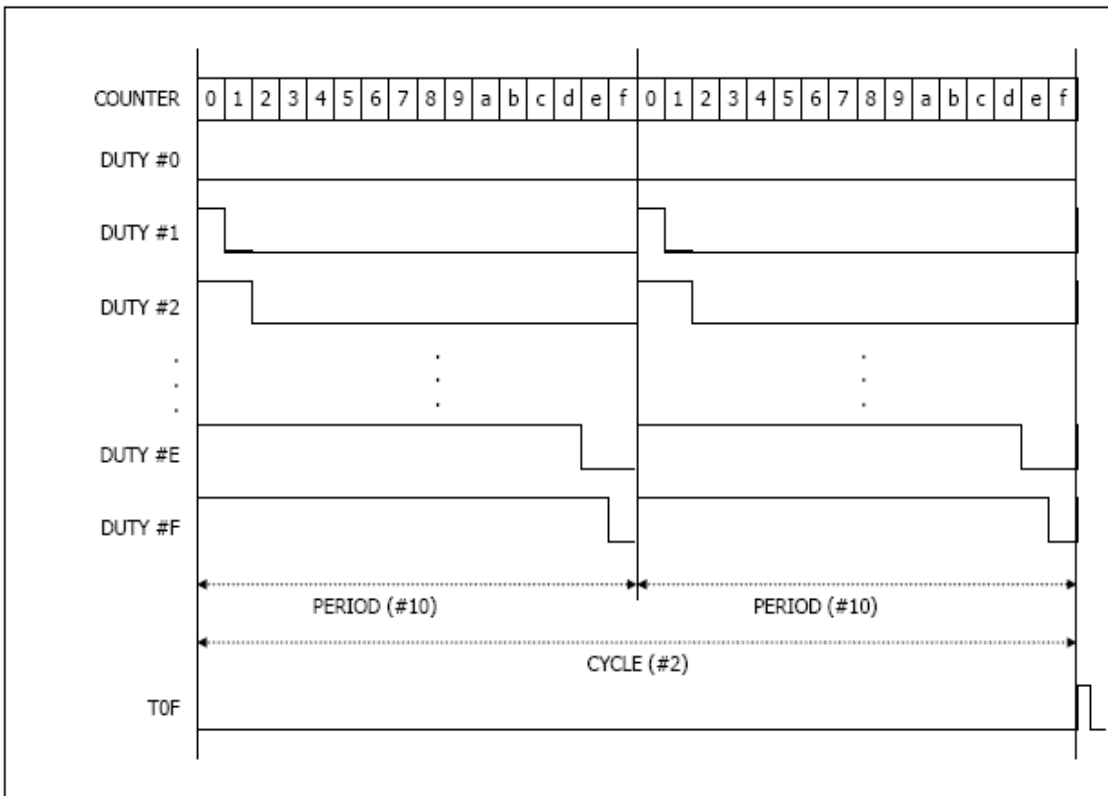 COUNTER 0 1 2 3 4 5 6 7 8 9 a b c d e f 0 1 2 3 4 5 6 7 8 9 a b c d e f
DUTY #0
DUTY #1
DUTY #2
DUTY #E
DUTY #F
PERIOD (#10) PERIOD (#10)
CYCLE (#2)
T0F